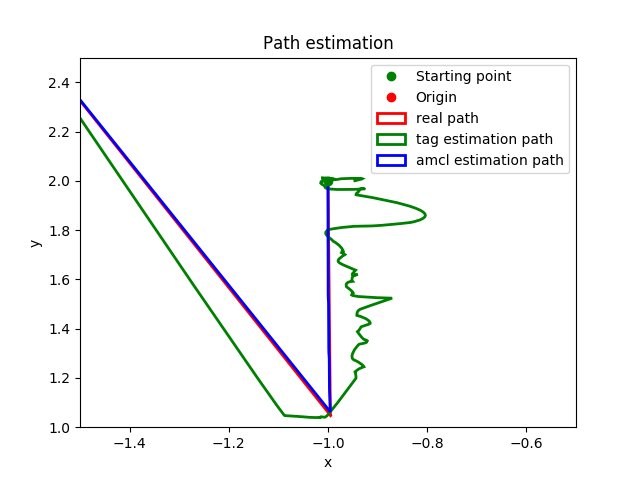 Path estimation
Starting point
Origin
real path
tag estimation path
amcl estimation path
y
2.4
2.2
2.0
1.8
1.6
1.4
1.2
1.0
−1.4
−1.2
−1.0
−0.8
−0.6
x